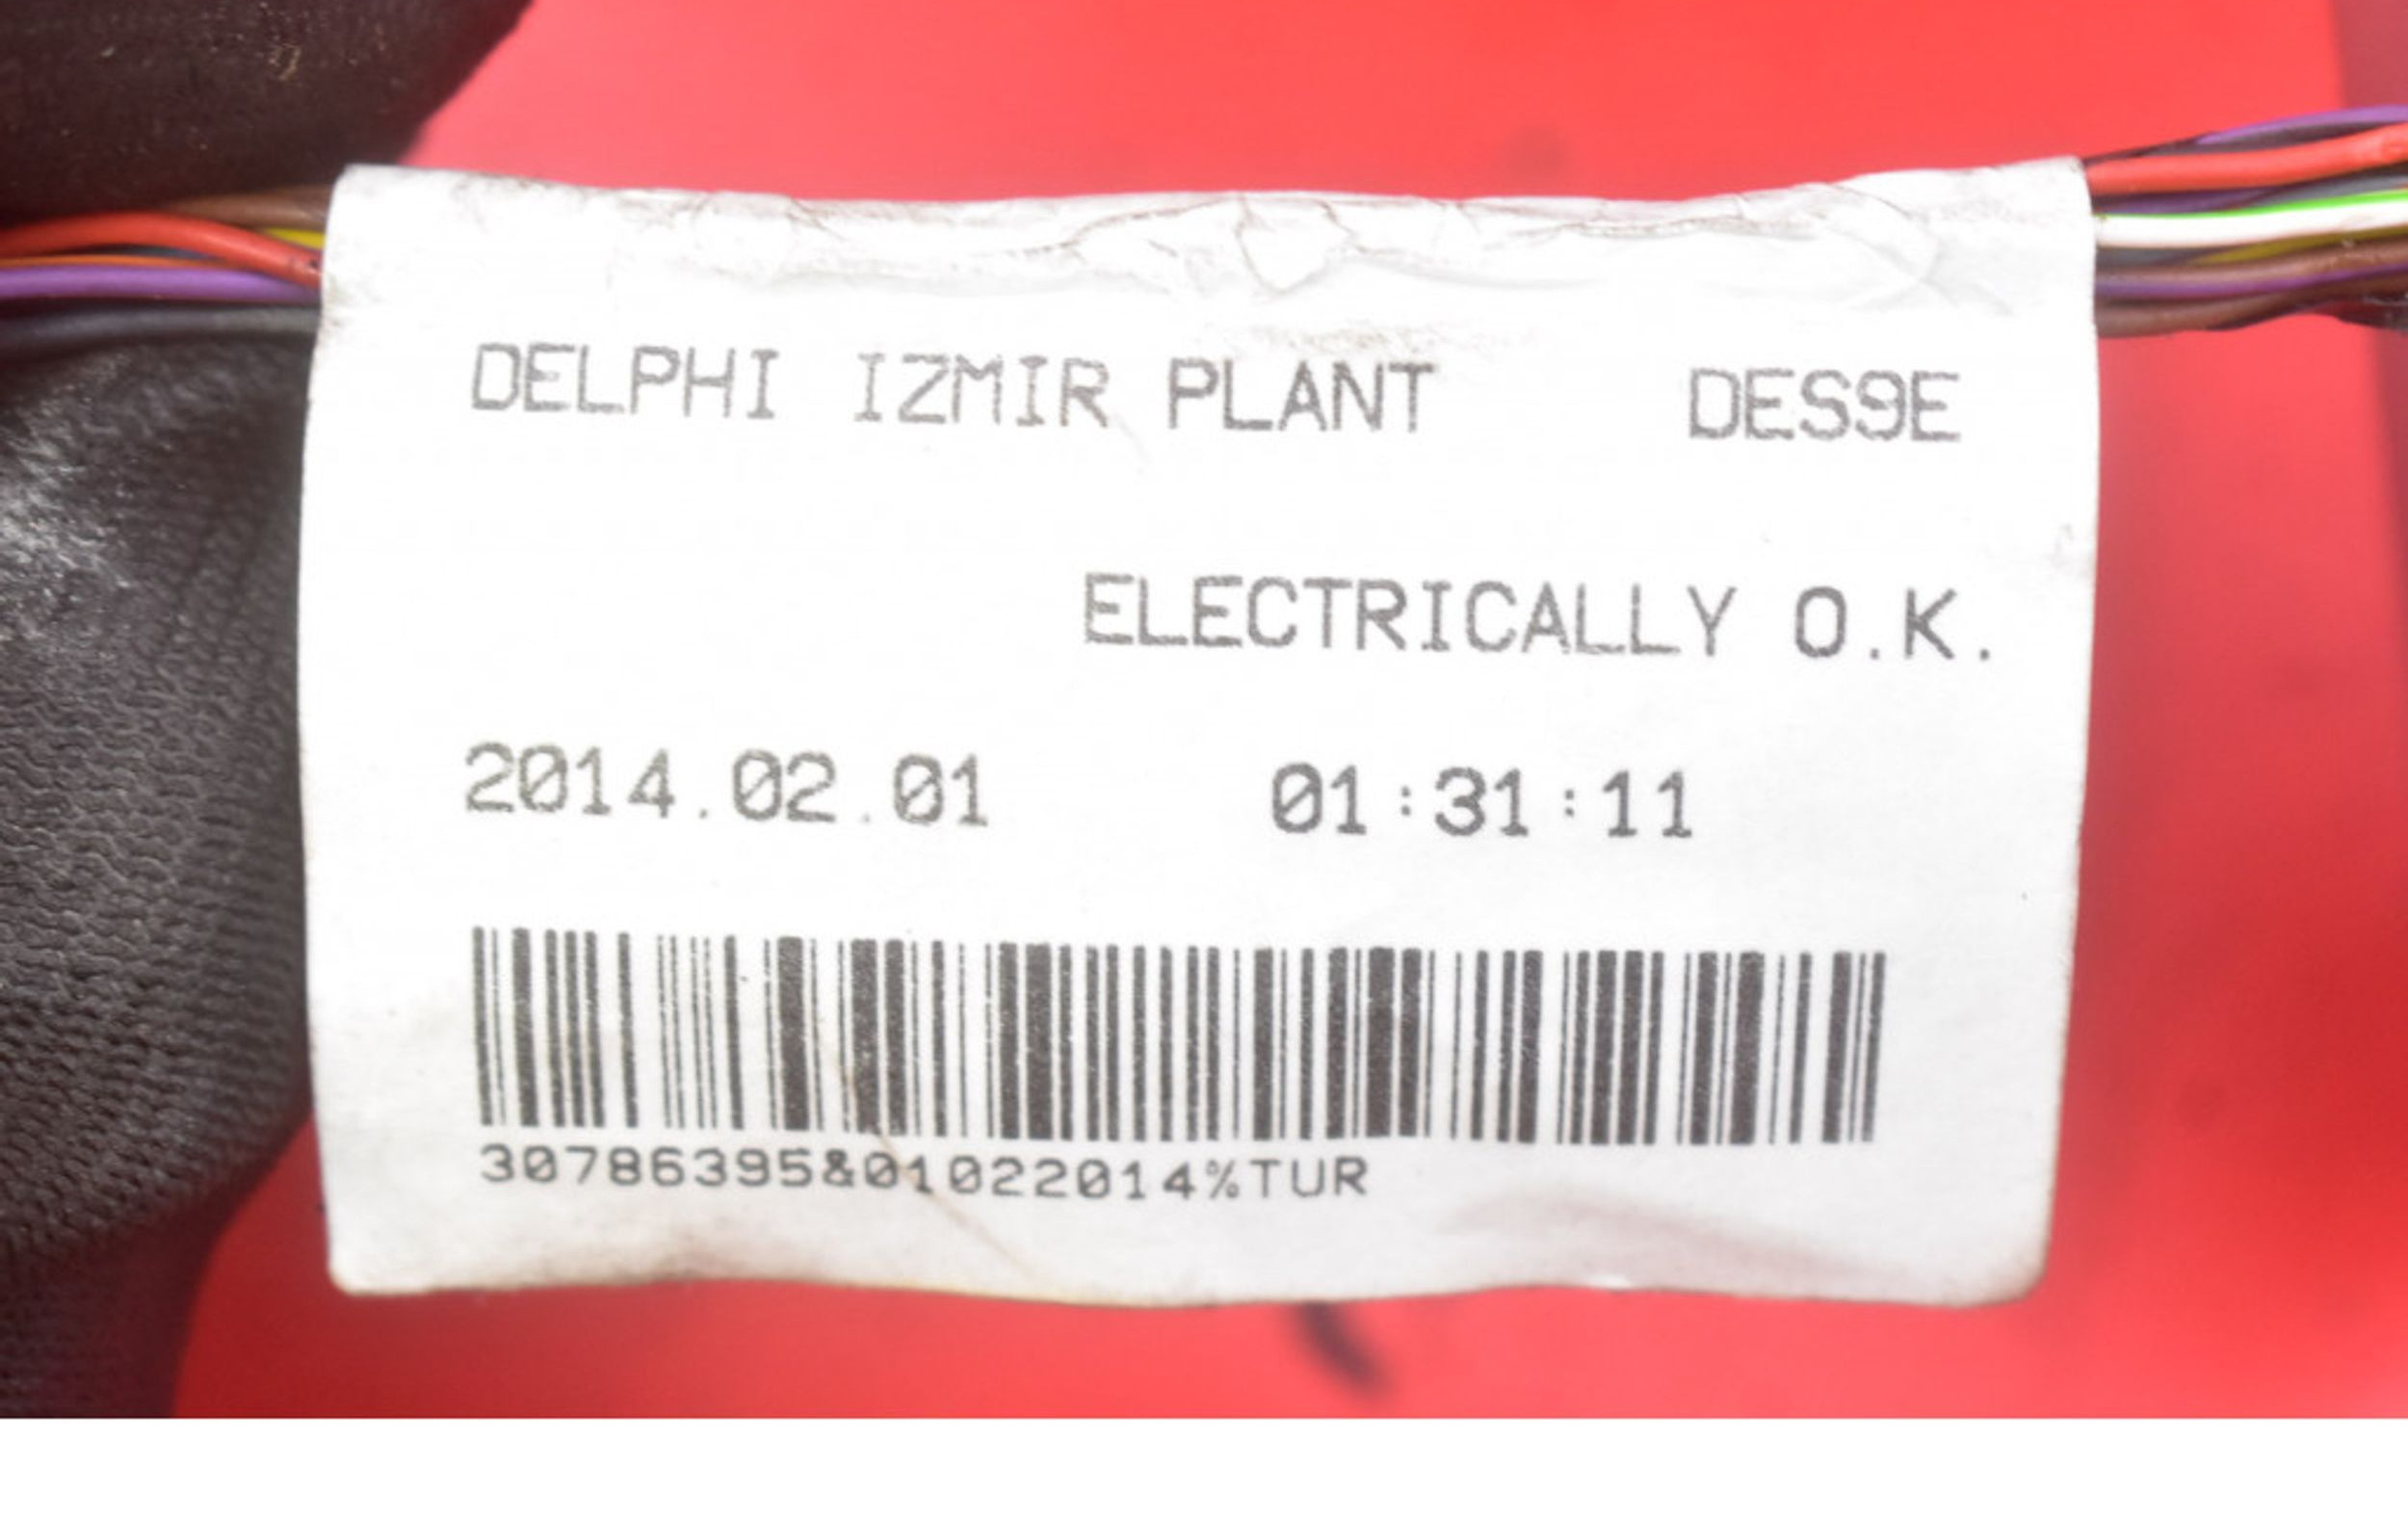 DELPHI IZMIR PLANT DES9E
ELECTRICALLY O.K.
2014.02.01 01:31:11
30786395&01022014%TUR